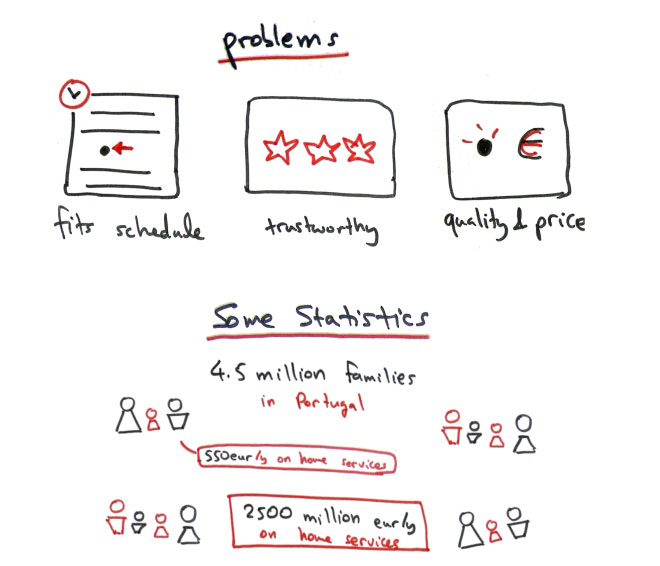 problems
fits schedule
trustworthy
€
quality & price
Some Statistics
4.5 million families
in Portugal
550eur/y on home services
2500 million eur/y
on home services